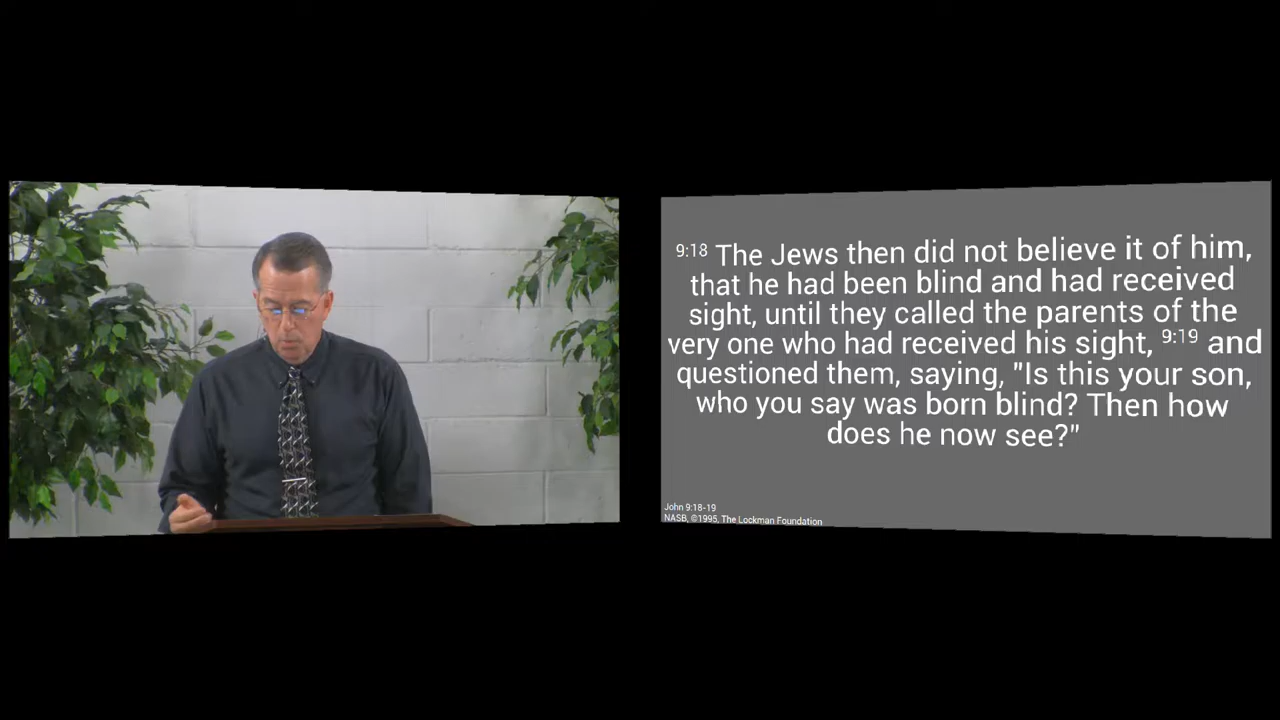 9:18 The Jews then did not believe it of him,
that he had been blind and had received
sight, until they called the parents of the
very one who had received his sight, 9:19 and
questioned them, saying, "Is this your son,
who you say was born blind? Then how
does he now see?"
John 9:18-19
NASB, ©1995, The Lockman Foundation